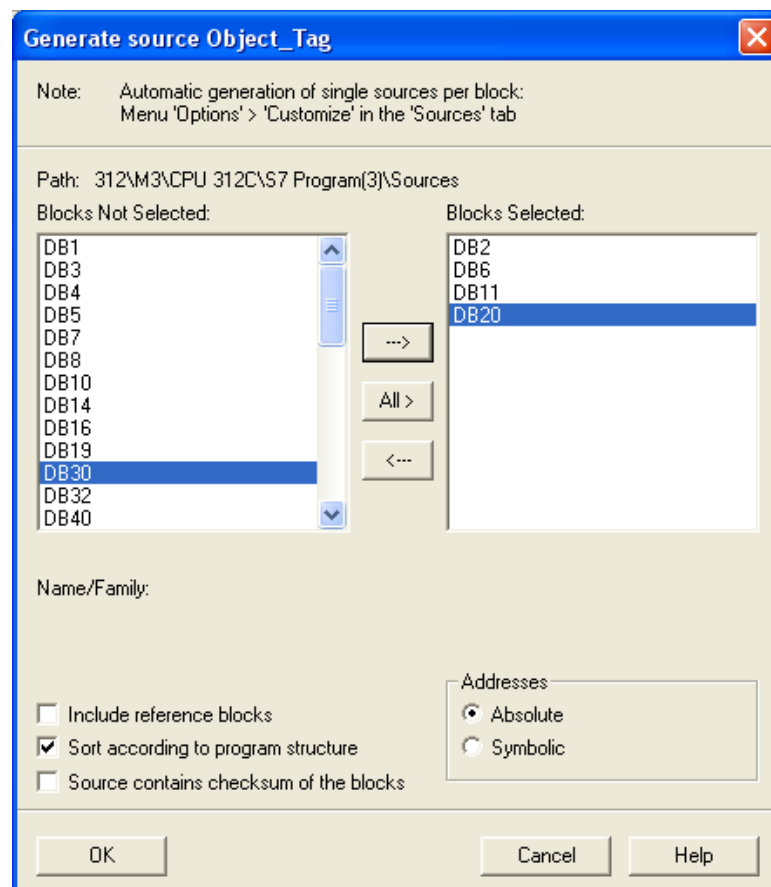 Generate source Object_Tag
Note: Automatic generation of single sources per block:
Menu 'Options' > 'Customize' in the 'Sources' tab
Path: 312\M3\CPU 312C\S7 Program(3)\Sources
Blocks Not Selected:
DB1
DB3
DB4
DB5
DB7
DB8
DB10
DB14
DB16
DB19
DB30
DB32
DB40
--->
All >
<---
Blocks Selected:
DB2
DB6
DB11
DB20
Name/Family:
Include reference blocks
Sort according to program structure
Source contains checksum of the blocks
Addresses
Absolute
Symbolic
OK
Cancel
Help